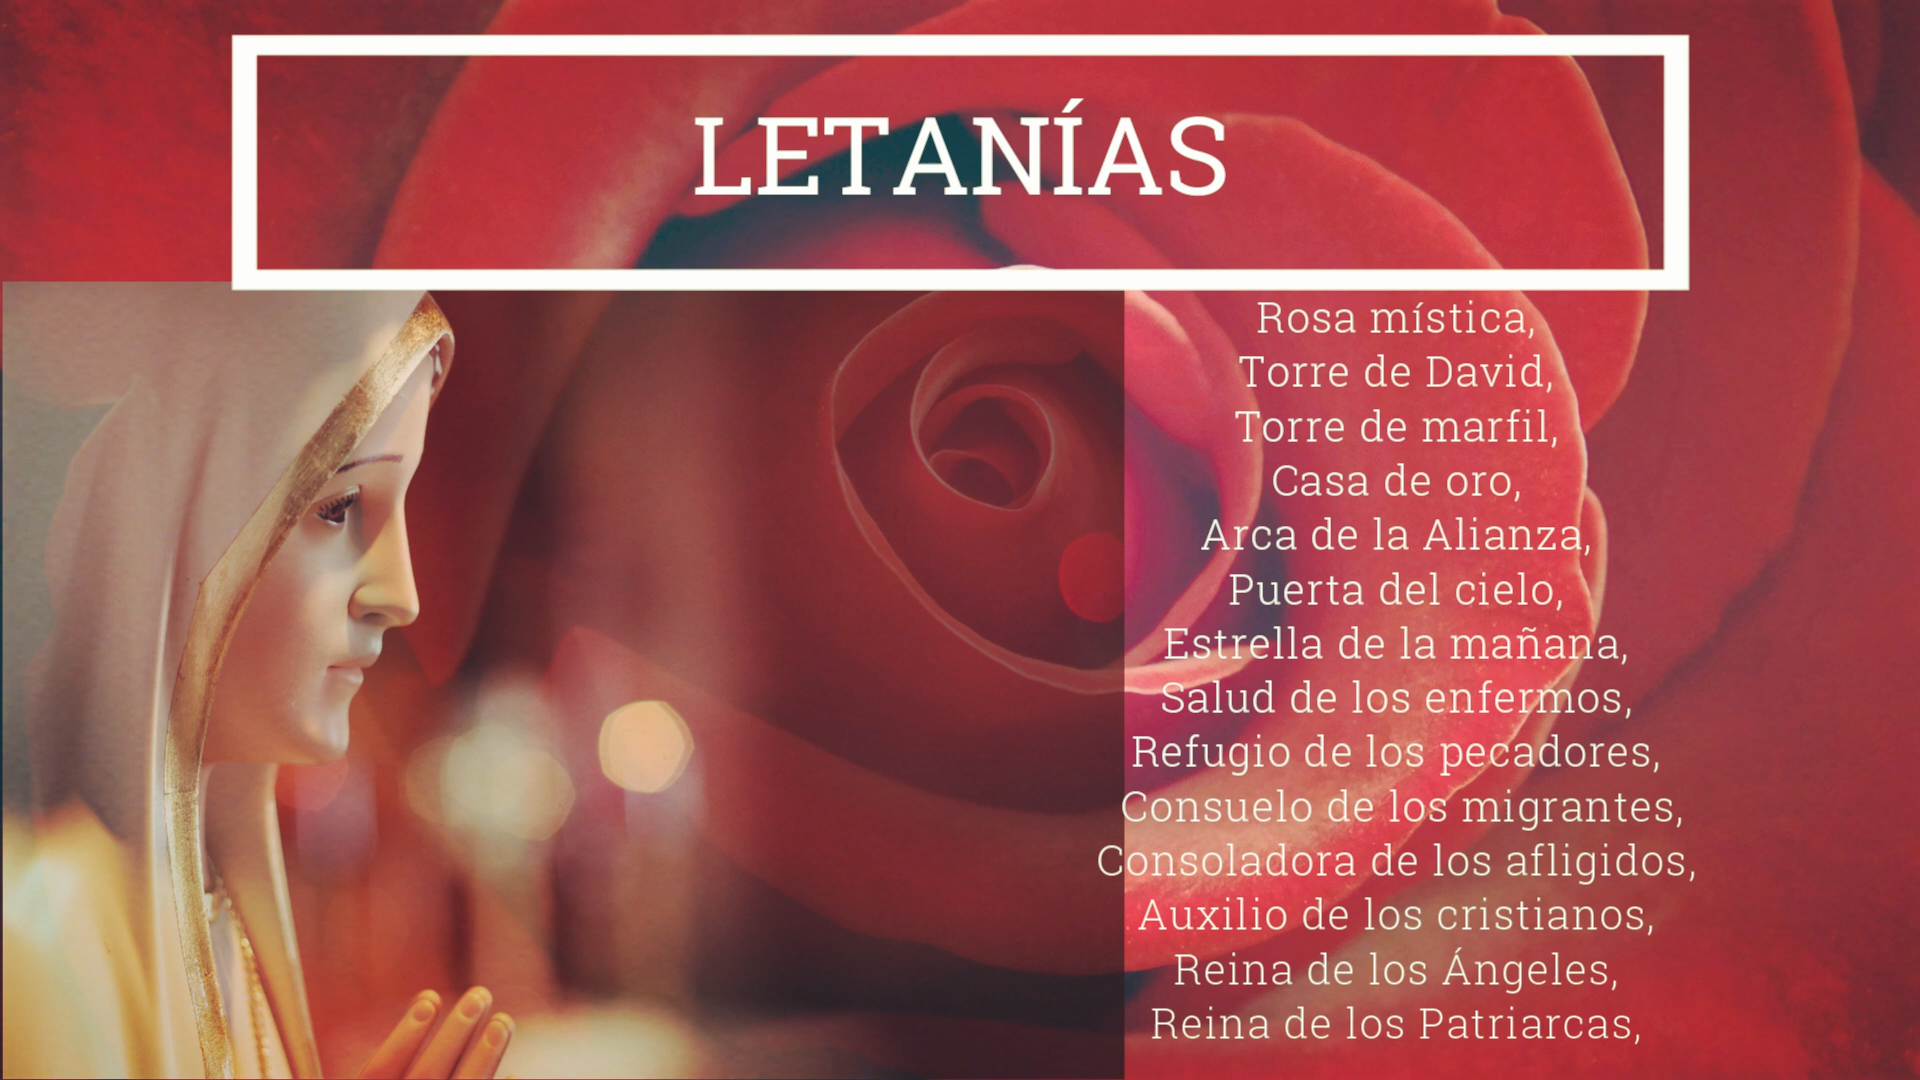 LETANÍAS
Rosa mística,
Torre de David,
Torre de marfil,
Casa de oro,
Arca de la Alianza,
Puerta del cielo,
Estrella de la mañana,
Salud de los enfermos,
Refugio de los pecadores,
Consuelo de los migrantes,
Consoladora de los afligidos,
Auxilio de los cristianos,
Reina de los Ángeles,
Reina de los Patriarcas,